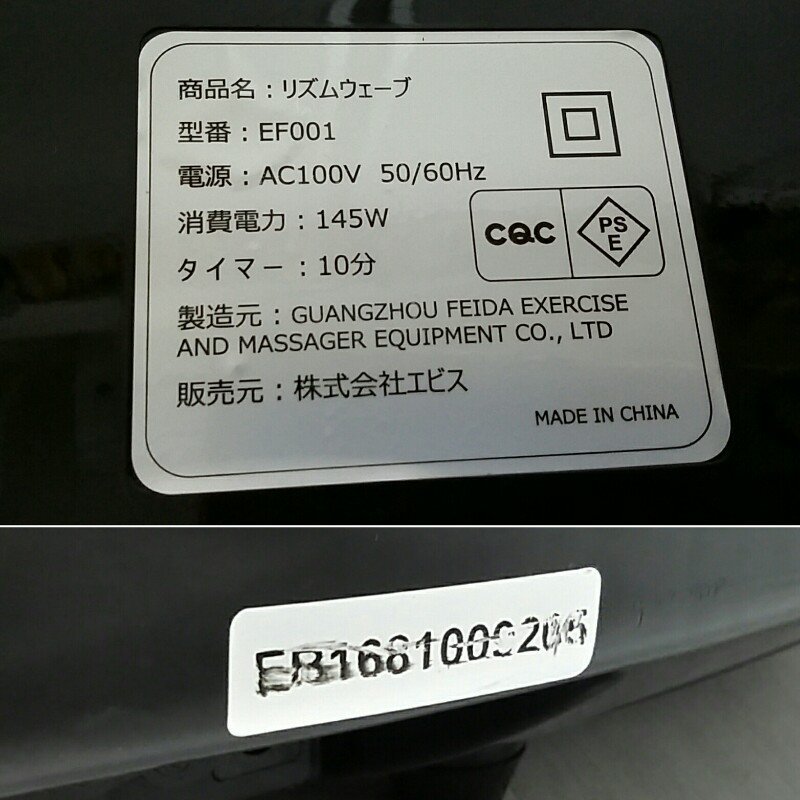 商品名：リズムウェーブ
型番：EF001
電源：AC100V 50/60Hz
消費電力：145W
タイマー：10分
CQC
PS
E
製造元：GUANGZHOU FEIDA EXERCISE
AND MASSAGER EQUIPMENT CO., LTD
販売元：株式会社エビス
MADE IN CHINA